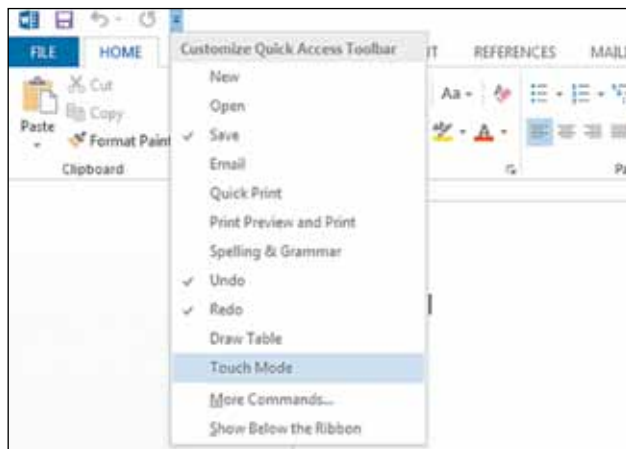 FILE HOME REFERENCES MAIL
Customize Quick Access Toolbar
New
Open
Save
Email
Quick Print
Print Preview and Print
Spelling & Grammar
Undo
Redo
Draw Table
Touch Mode
More Commands...
Show Below the Ribbon
Cut
Copy
Paste
Format Paint
Clipboard
Aa
A